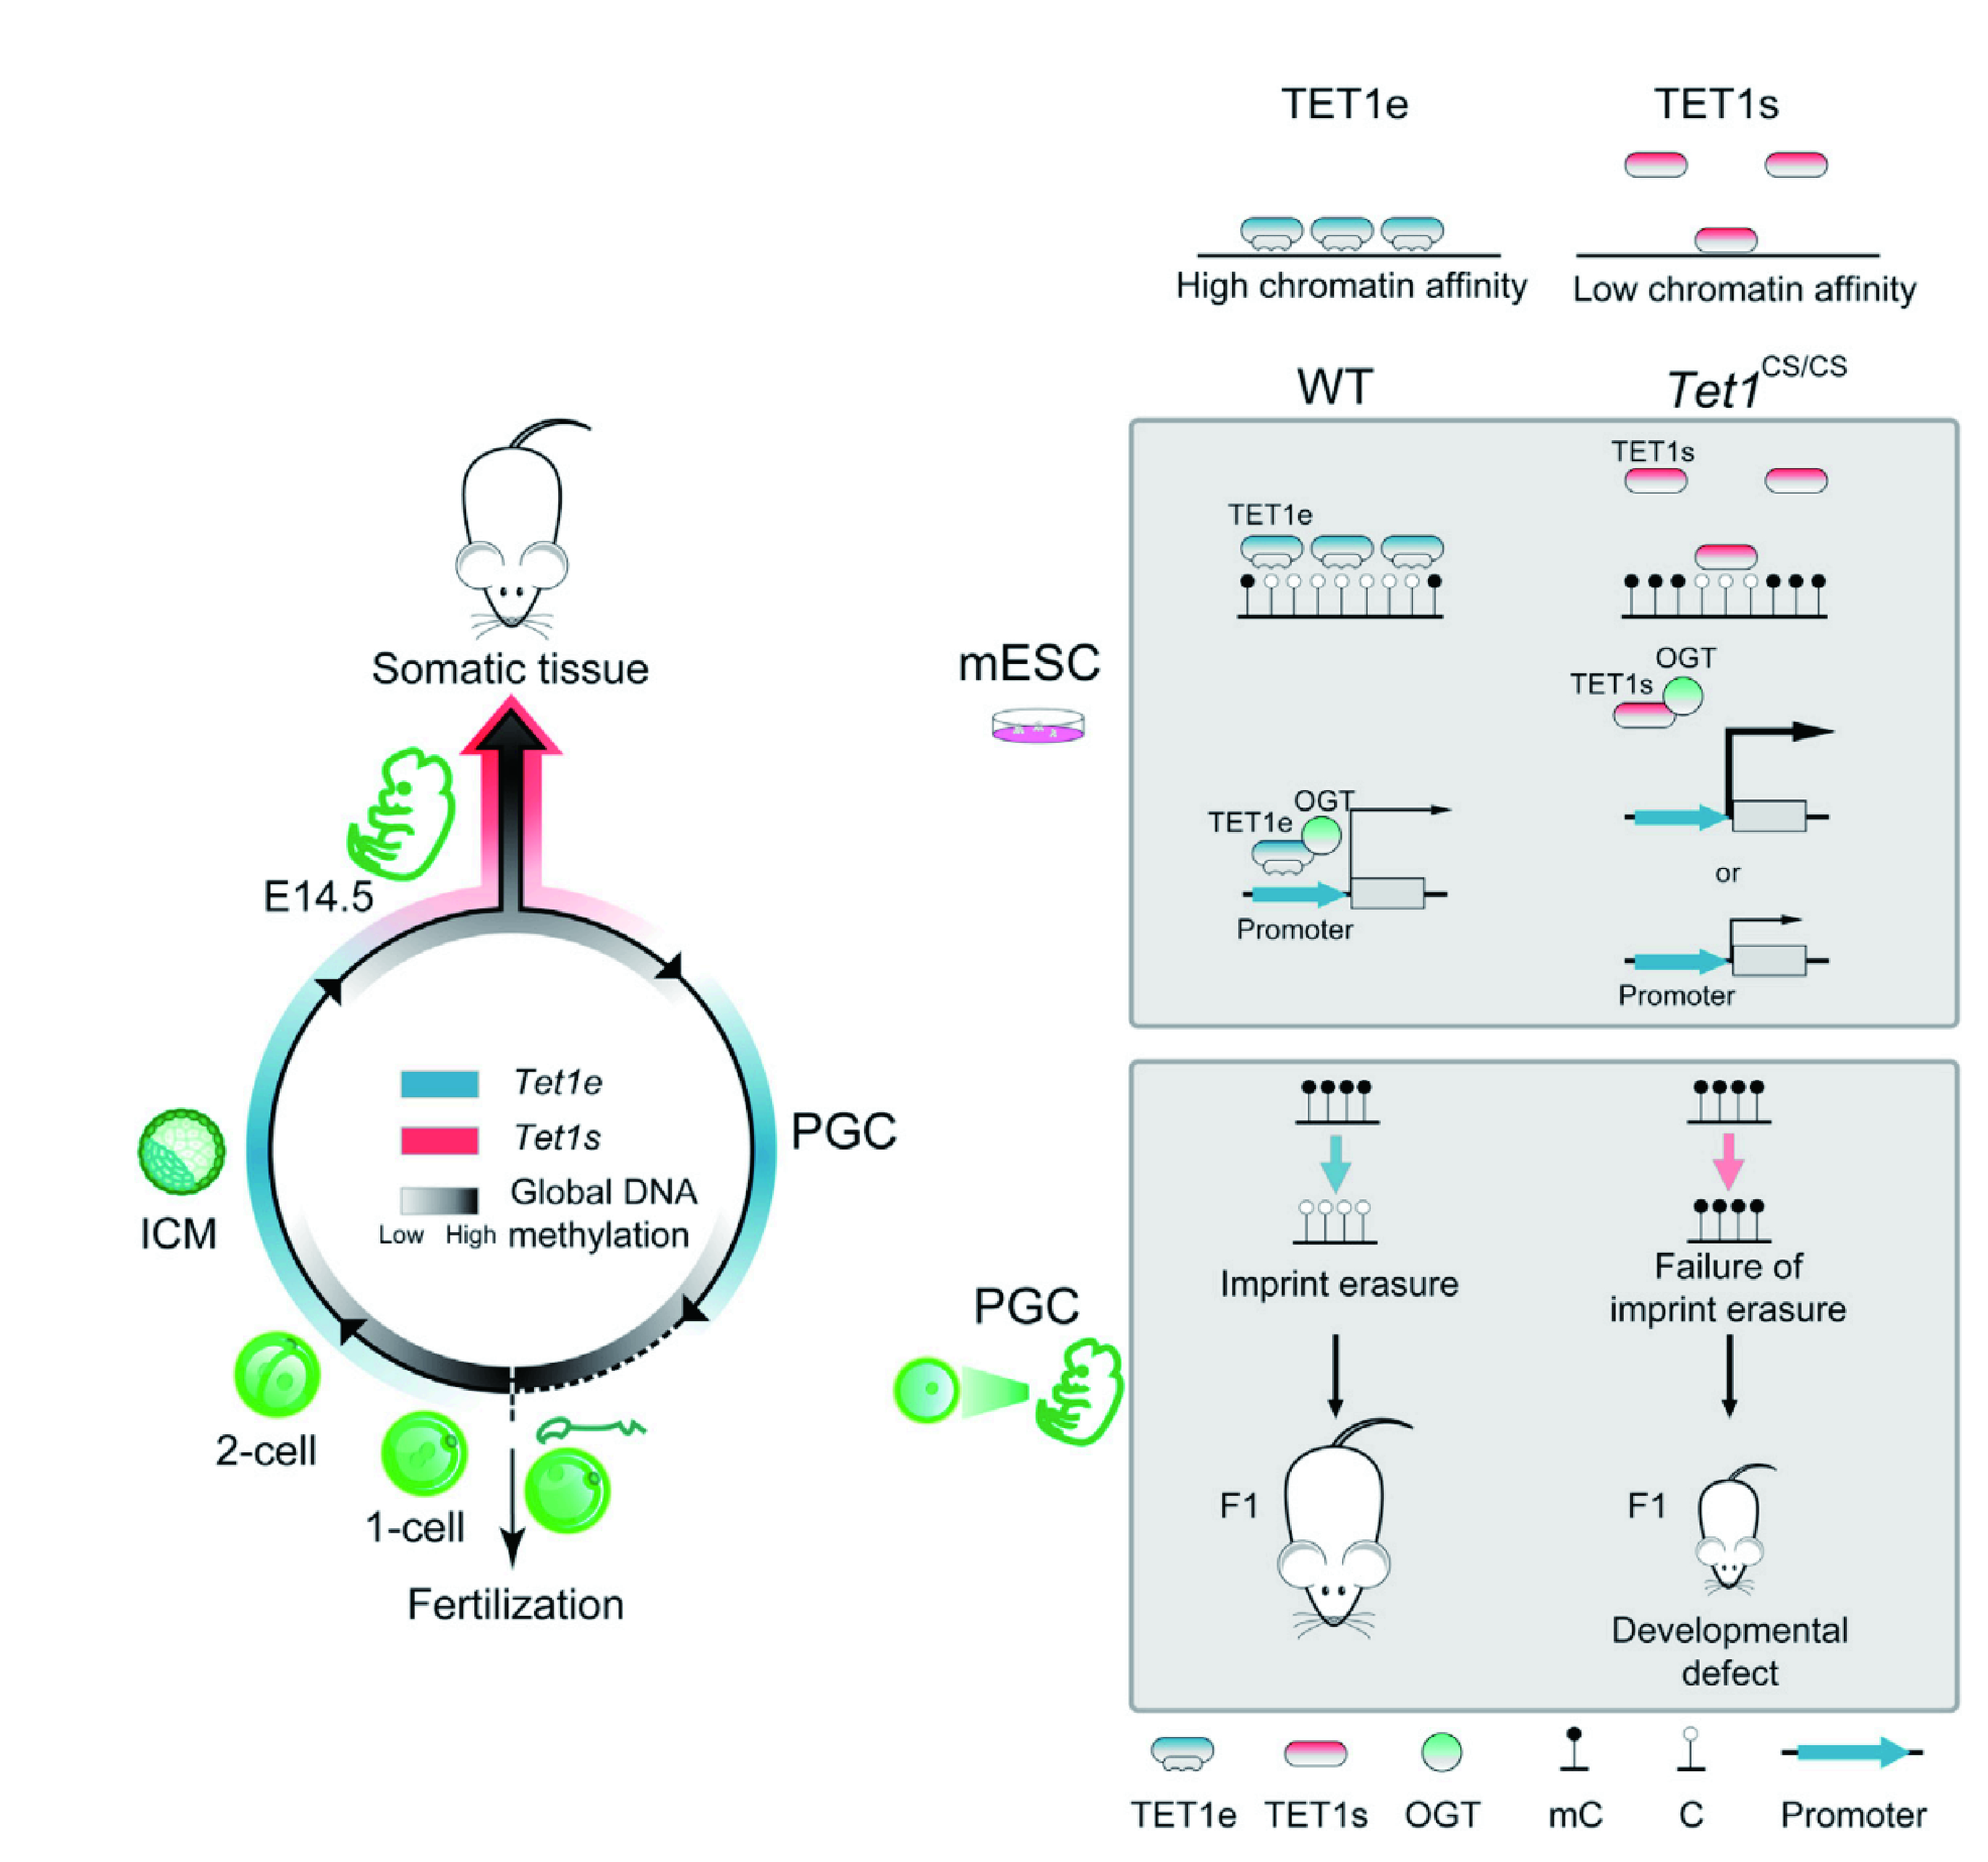 TET1e
TET1s
High chromatin affinity
Low chromatin affinity
WT
Tet1CS/CS
mESC
TET1e
TET1s
OGT
TET1s
OGT
TET1e
Promoter
or
Promoter
Somatic tissue
E14.5
PGC
ICM
2-cell
1-cell
Fertilization
Tet1e
Tet1s
Global DNA
Low High methylation
PGC
Imprint erasure
Failure of
imprint erasure
F1
F1
Developmental
defect
TET1e
TET1s
OGT
mC
C
Promoter